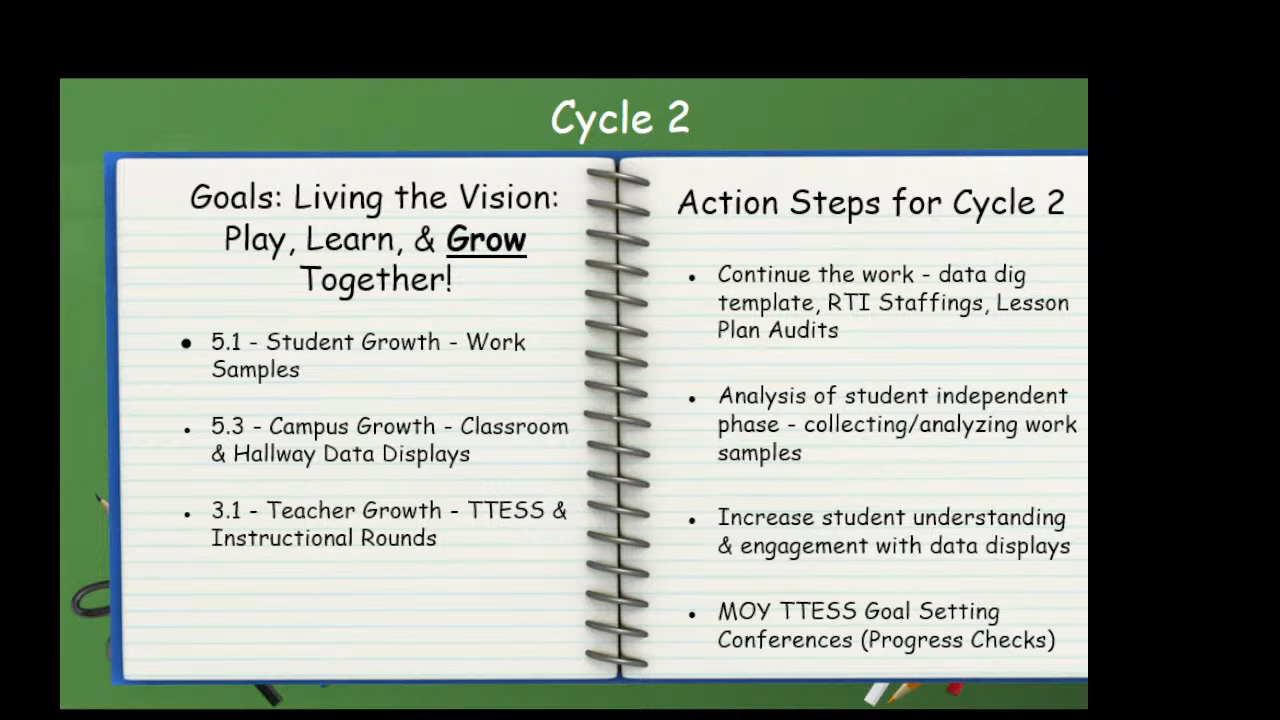 Cycle 2
Goals: Living the Vision:
Play, Learn, & Grow
Together!
• 5.1 - Student Growth - Work
Samples
• 5.3 - Campus Growth - Classroom
& Hallway Data Displays
• 3.1 - Teacher Growth - TTESS &
Instructional Rounds
Action Steps for Cycle 2
• Continue the work - data dig
template, RTI Staffings, Lesson
Plan Audits
• Analysis of student independent
phase - collecting/analyzing work
samples
• Increase student understanding
& engagement with data displays
• MOY TTESS Goal Setting
Conferences (Progress Checks)